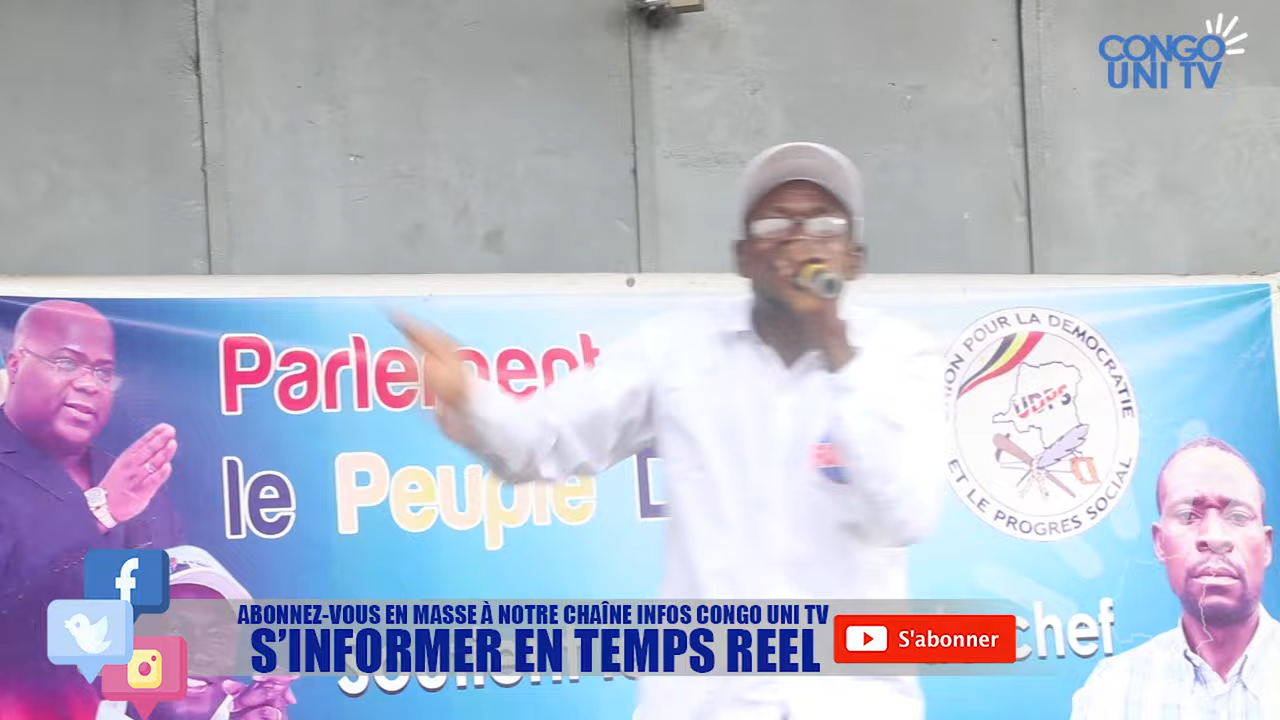 CONGO
UNI TV
Parlement
le Peuple D
UNION POUR LA DEMOCRATIE
UDPS
ET LE PROGRES SOCIAL
chef
ABONNEZ-VOUS EN MASSE À NOTRE CHAÎNE INFOS CONGO UNI TV
S'INFORMER EN TEMPS REEL
S'abonner